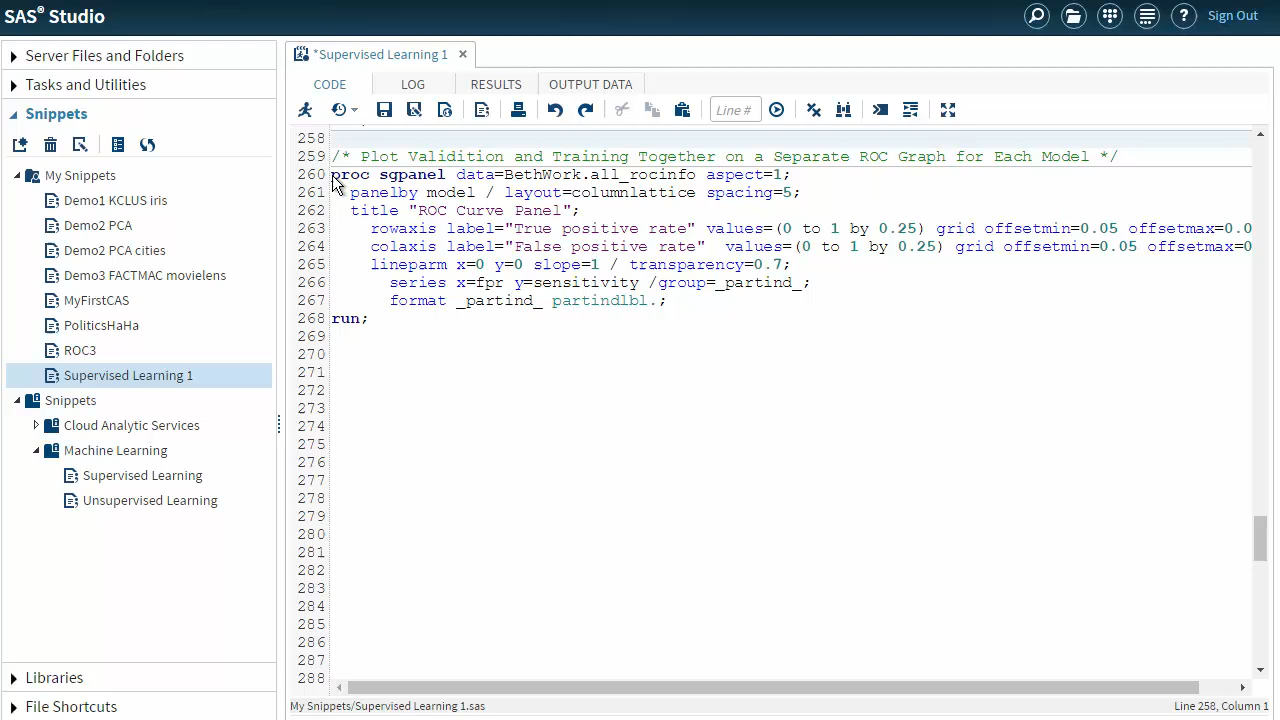 SAS® Studio
Sign Out
Server Files and Folders
Tasks and Utilities
Snippets
My Snippets
Demo1 KCLUS iris
Demo2 PCA
Demo2 PCA cities
Demo3 FACTMAC movielens
MyFirstCAS
PoliticsHaHa
ROC3
Supervised Learning 1
Snippets
Cloud Analytic Services
Machine Learning
Supervised Learning
Unsupervised Learning
Libraries
File Shortcuts
*Supervised Learning 1
CODE LOG RESULTS OUTPUT DATA
Line #
258
259 /* Plot Validition and Training Together on a Separate ROC Graph for Each Model */
260 proc sgpanel data=BethWork.all_rocinfo aspect=1;
261 panelby model / layout=columnlattice spacing=5;
262 title "ROC Curve Panel";
263 rowaxis label="True positive rate" values=(0 to 1 by 0.25) grid offsetmin=0.05 offsetmax=0.0
264 colaxis label="False positive rate" values=(0 to 1 by 0.25) grid offsetmin=0.05 offsetmax=0
265 lineparm x=0 y=0 slope=1 / transparency=0.7;
266 series x=fpr y=sensitivity /group=_partind_;
267 format _partind_ partindlbl.;
268 run;
269
270
271
272
273
274
275
276
277
278
279
280
281
282
283
284
285
286
287
288
My Snippets/Supervised Learning 1.sas
Line 258, Column 1